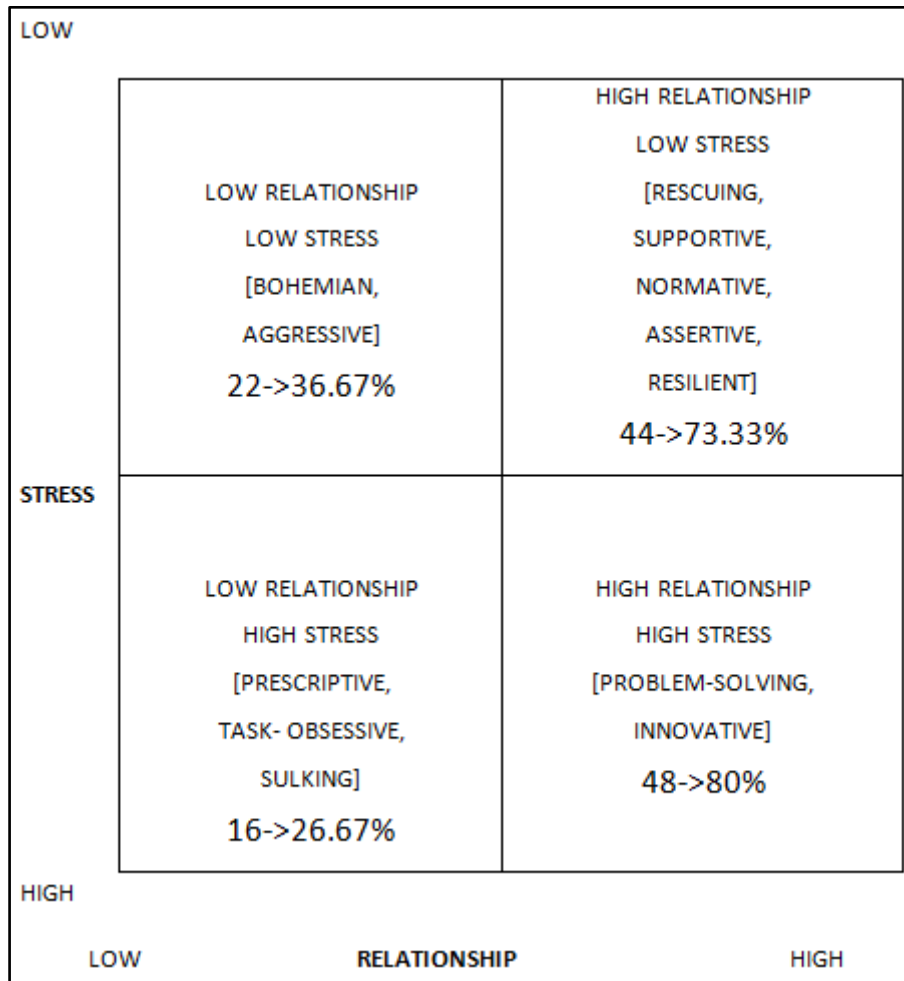 LOW
LOW RELATIONSHIP
LOW STRESS
[BOHEMIAN,
AGGRESSIVE]
22->36.67%
HIGH RELATIONSHIP
LOW STRESS
[RESCUING,
SUPPORTIVE,
NORMATIVE,
ASSERTIVE,
RESILIENT]
44->73.33%
STRESS
LOW RELATIONSHIP
HIGH STRESS
[PRESCRIPTIVE,
TASK- OBSESSIVE,
SULKING]
16->26.67%
HIGH RELATIONSHIP
HIGH STRESS
[PROBLEM-SOLVING,
INNOVATIVE]
48->80%
HIGH
LOW RELATIONSHIP HIGH